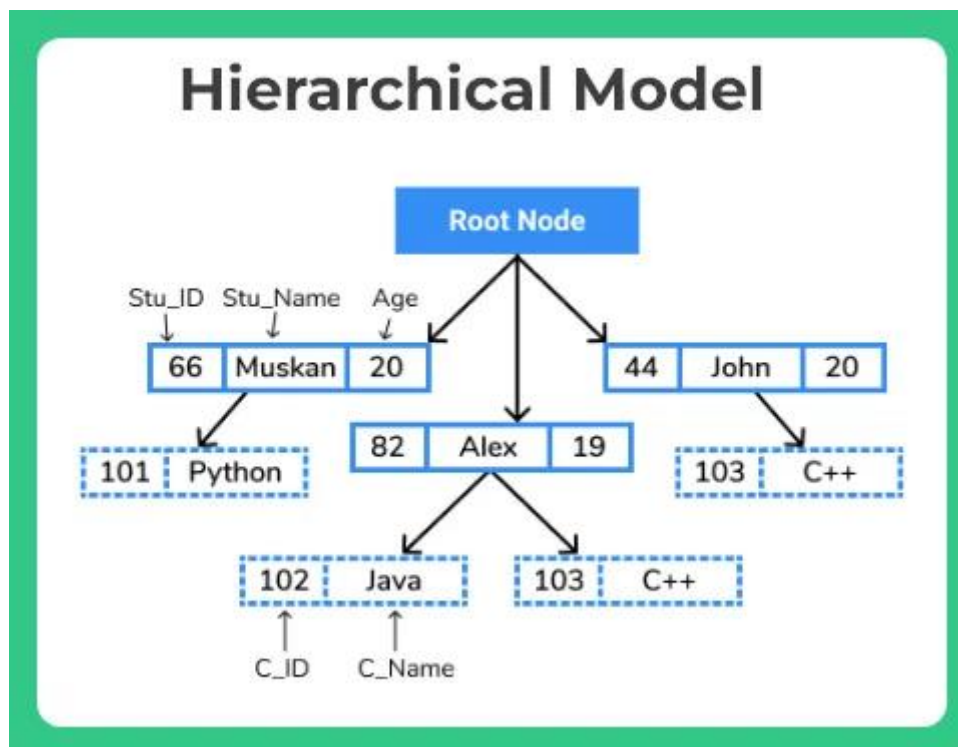 Hierarchical Model
Root Node
Stu_ID Stu_Name Age
66 Muskan 20
44 John 20
82 Alex 19
101 Python
103 C++
102 Java
103 C++
C_ID C_Name